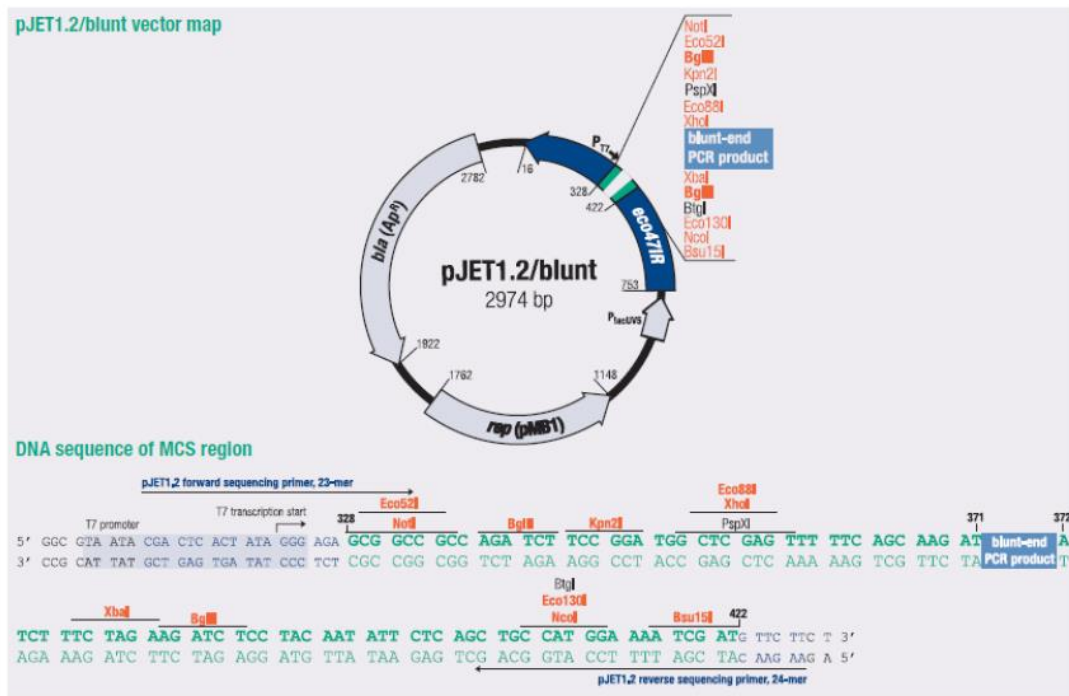 pJET1.2/blunt vector map
NotI
Eco52I
BglII
Kpn2I
PspXI
Eco88I
XhoI
blunt-end
PCR product
XbaI
BglII
BtgI
Eco130I
NcoI
Bsu15I
PT7
2782
16
328
422
bla (ApR)
eco47IR
pJET1.2/blunt
2974 bp
753
PlacUV5
1922
1762
1148
rep (pMB1)
DNA sequence of MCS region
pJET1,2 forward sequencing primer, 23-mer
Eco52I
Eco88I
XhoI
T7 promoter
T7 transcription start
328
NotI
BglII
Kpn2I
PspXI
371
372
5' GGC GTA ATA CGA CTC ACT ATA GGG AGA GCG GCC GCC AGA TCT TCC GGA TGG CTC GAG TTT TTC AGC AAG AT blunt-end A
3' CCG CAT TAT GCT GAG TGA TAT CCC TCT CGC CGG CGG TCT AGA AGG CCT ACC GAG CTC AAA AAG TCG TTC TA PCR product T
BtgI
Eco130I
XbaI
BglII
NcoI
Bsu15I
422
TCT TTC TAG AAG ATC TCC TAC AAT ATT CTC AGC TGC CAT GGA AAA TCG ATG TTC TTC T 3'
AGA AAG ATC TTC TAG AGG ATG TTA TAA GAG TCG ACG GTA CCT TTT AGC TAC AAG AAG A 5'
pJET1,2 reverse sequencing primer, 24-mer